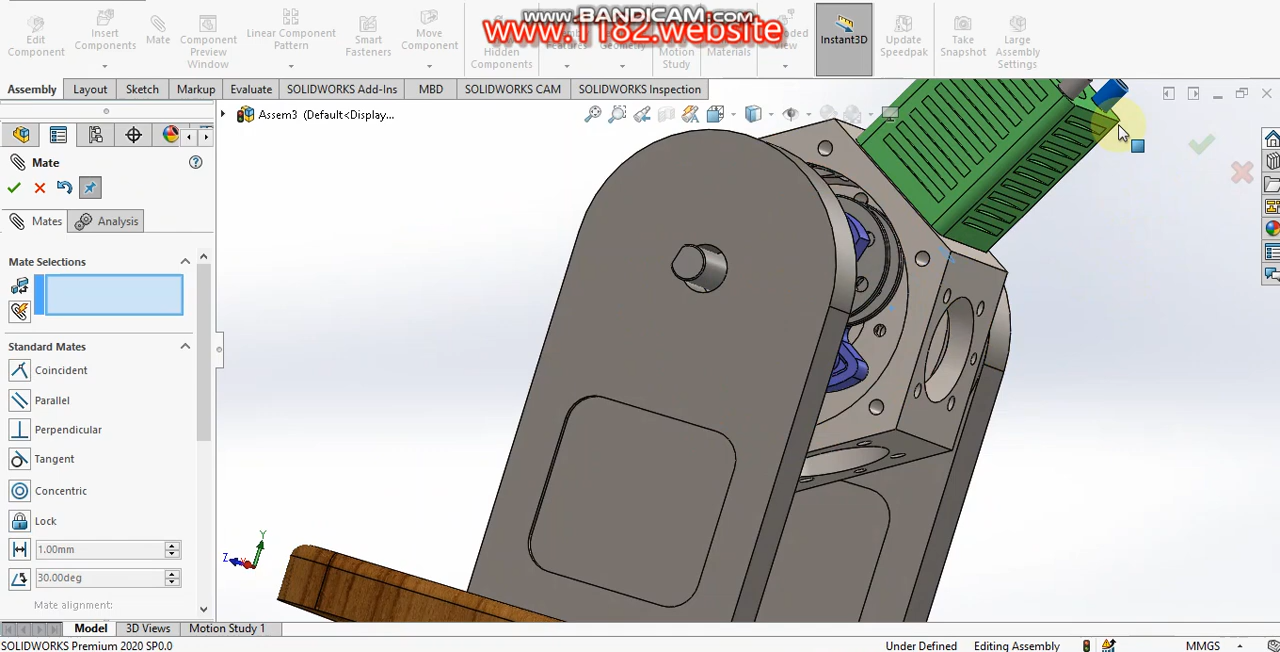 WWW.BANDICAM.COM
www.1182.website
Edit Component
Insert Components
Mate
Component Preview Window
Linear Component Pattern
Smart Fasteners
Move Component
Hidden Components
Features
Geometry
Motion Study
Materials
View
Instant3D
Update Speedpak
Take Snapshot
Large Assembly Settings
Assembly
Layout
Sketch
Markup
Evaluate
SOLIDWORKS Add-Ins
MBD
SOLIDWORKS CAM
SOLIDWORKS Inspection
Assem3 (Default<Display...
Mate
Mates
Analysis
Mate Selections
Standard Mates
Coincident
Parallel
Perpendicular
Tangent
Concentric
Lock
1.00mm
30.00deg
Mate alignment:
Y
Z
Model
3D Views
Motion Study 1
SOLIDWORKS Premium 2020 SP0.0
Under Defined
Editing Assembly
MMGS